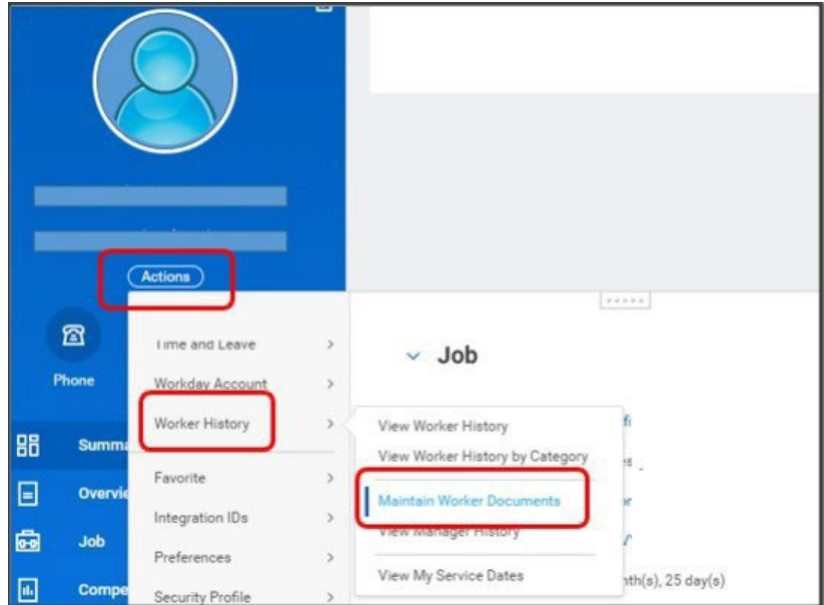 Actions
Phone
Time and Leave
Workday Account
Worker History
Favorite
Integration IDs
Preferences
Security Profile
Summa
Overvie
Job
Compe
Job
View Worker History
View Worker History by Category
Maintain Worker Documents
View Manager History
View My Service Dates
nth(s), 25 day(s)